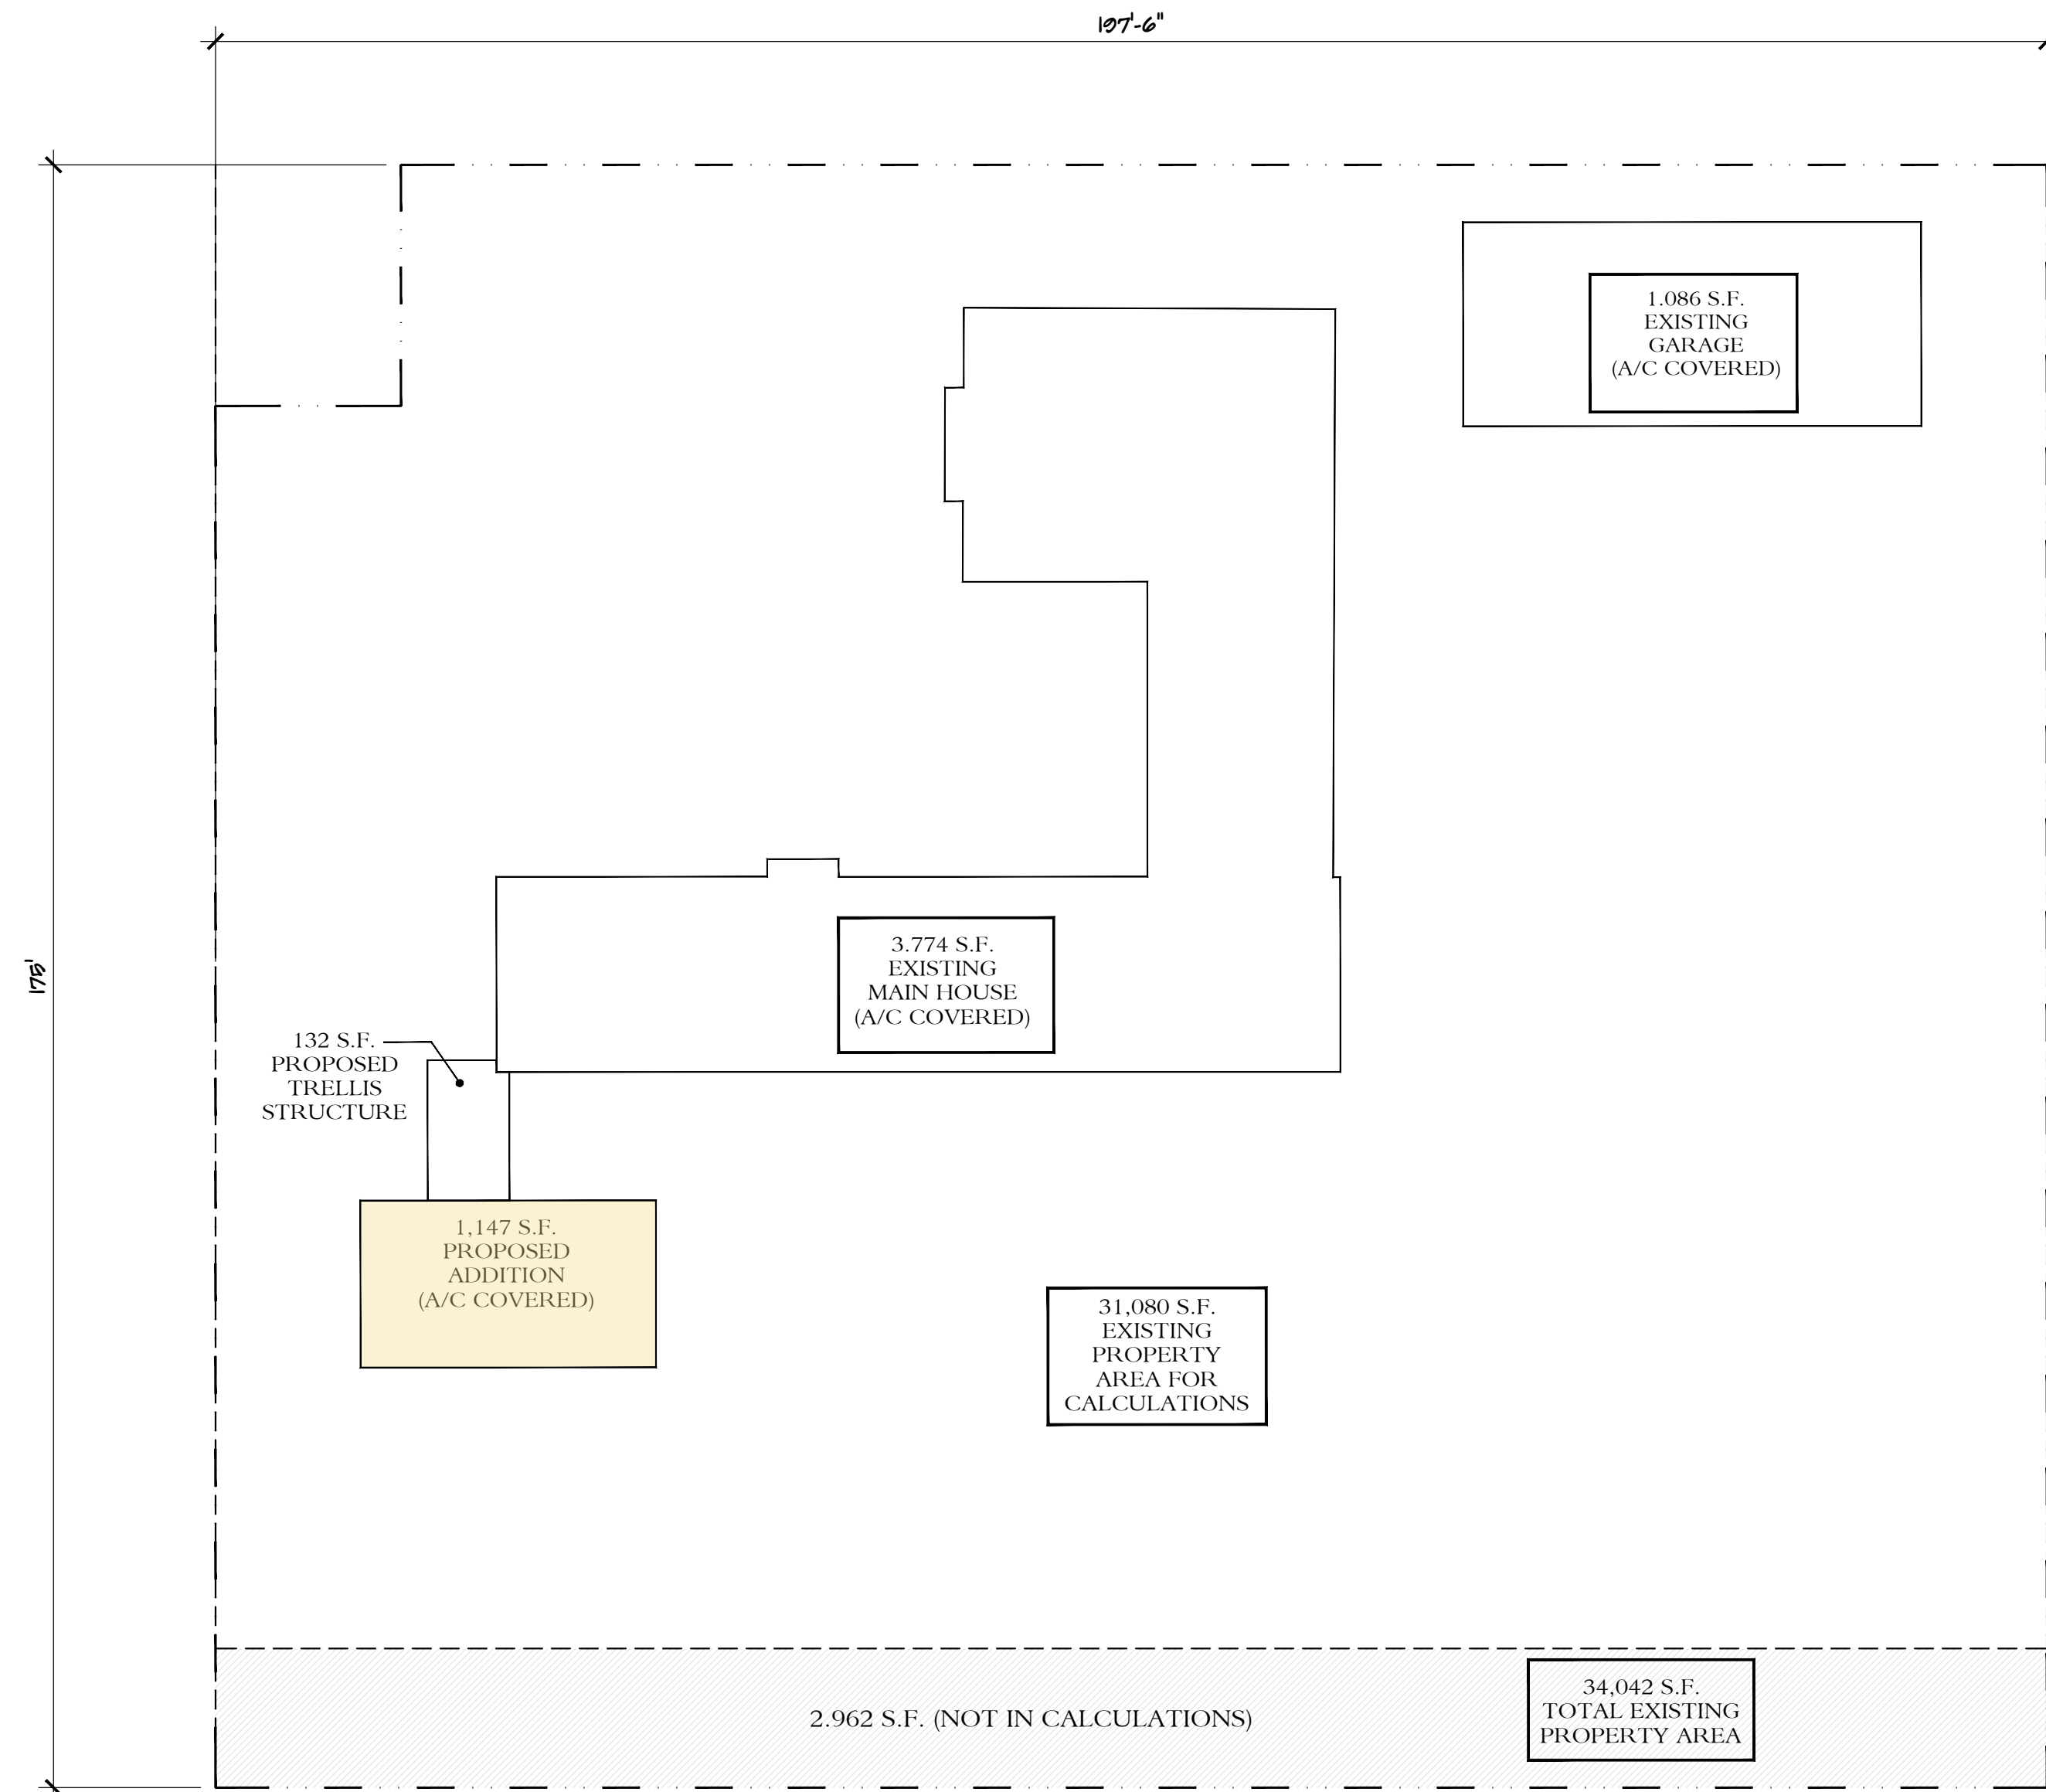 197'-6"
1.086 S.F.
EXISTING
GARAGE
(A/C COVERED)
3.774 S.F.
EXISTING
MAIN HOUSE
(A/C COVERED)
175'
132 S.F.
PROPOSED
TRELLIS
STRUCTURE
1,147 S.F.
PROPOSED
ADDITION
(A/C COVERED)
31,080 S.F.
EXISTING
PROPERTY
AREA FOR
CALCULATIONS
34,042 S.F.
TOTAL EXISTING
PROPERTY AREA
2.962 S.F. (NOT IN CALCULATIONS)